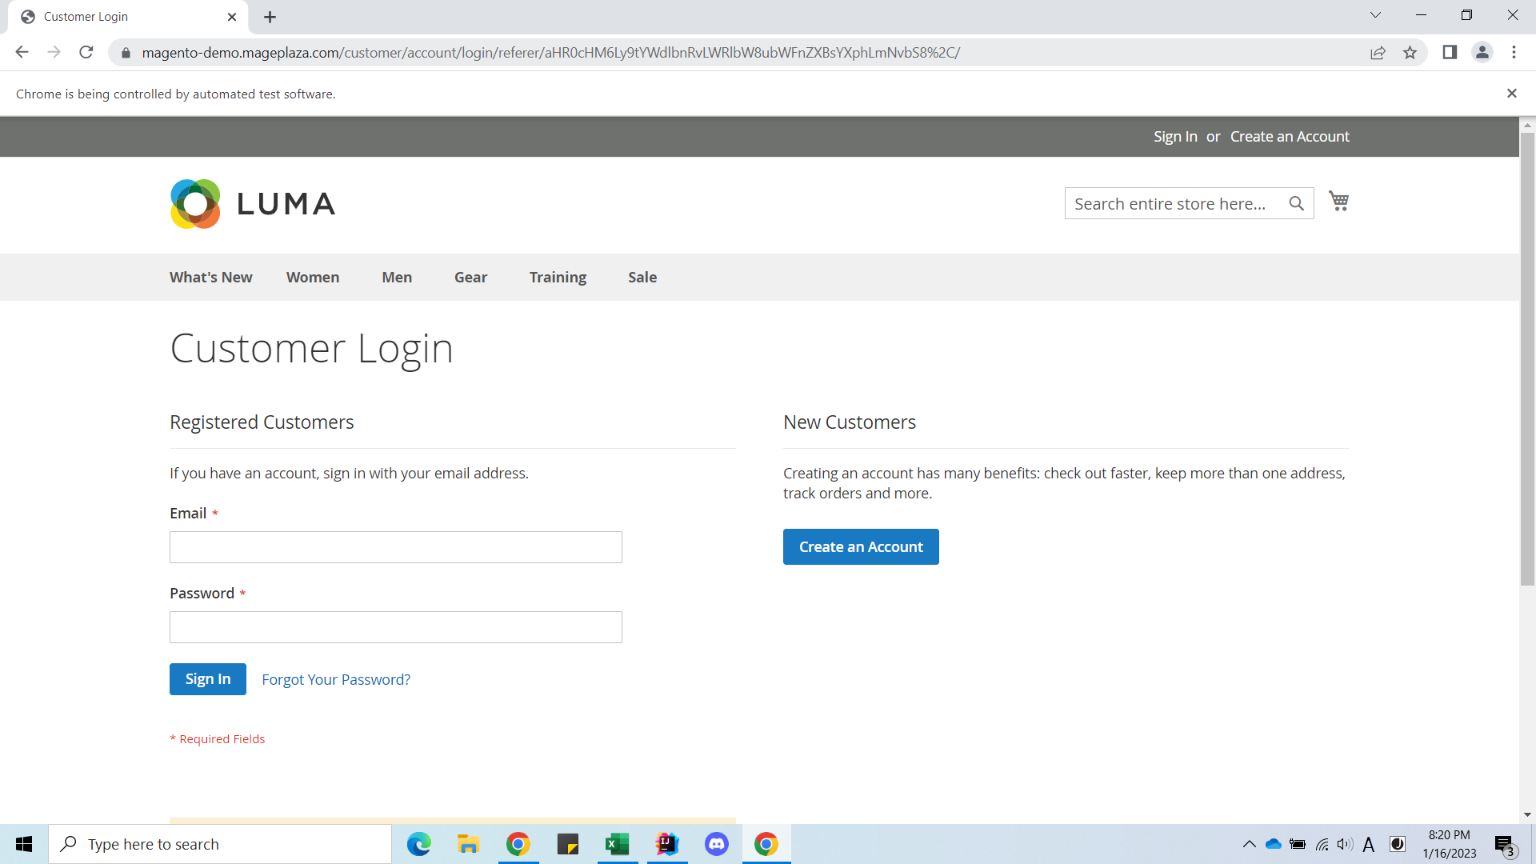 Customer Login
magento-demo.mageplaza.com/customer/account/login/referer/aHR0cHM6Ly9tYWdlbnRvLWRlbW8ubWFnZXBsYXphLmNvbS8%2C/
Chrome is being controlled by automated test software.
Sign In or Create an Account
LUMA
Search entire store here...
What's New Women Men Gear Training Sale
Customer Login
Registered Customers
If you have an account, sign in with your email address.
Email *
Password *
Sign In Forgot Your Password?
* Required Fields
New Customers
Creating an account has many benefits: check out faster, keep more than one address,
track orders and more.
Create an Account
Type here to search
A
8:20 PM
1/16/2023
3